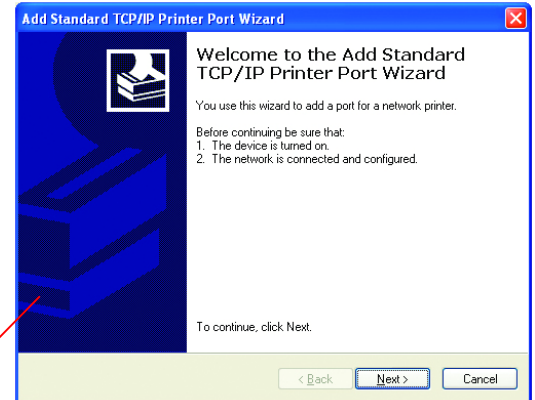 Add Standard TCP/IP Printer Port Wizard
Welcome to the Add Standard
TCP/IP Printer Port Wizard
You use this wizard to add a port for a network printer.
Before continuing be sure that:
1. The device is turned on.
2. The network is connected and configured.
To continue, click Next.
< Back
Next >
Cancel